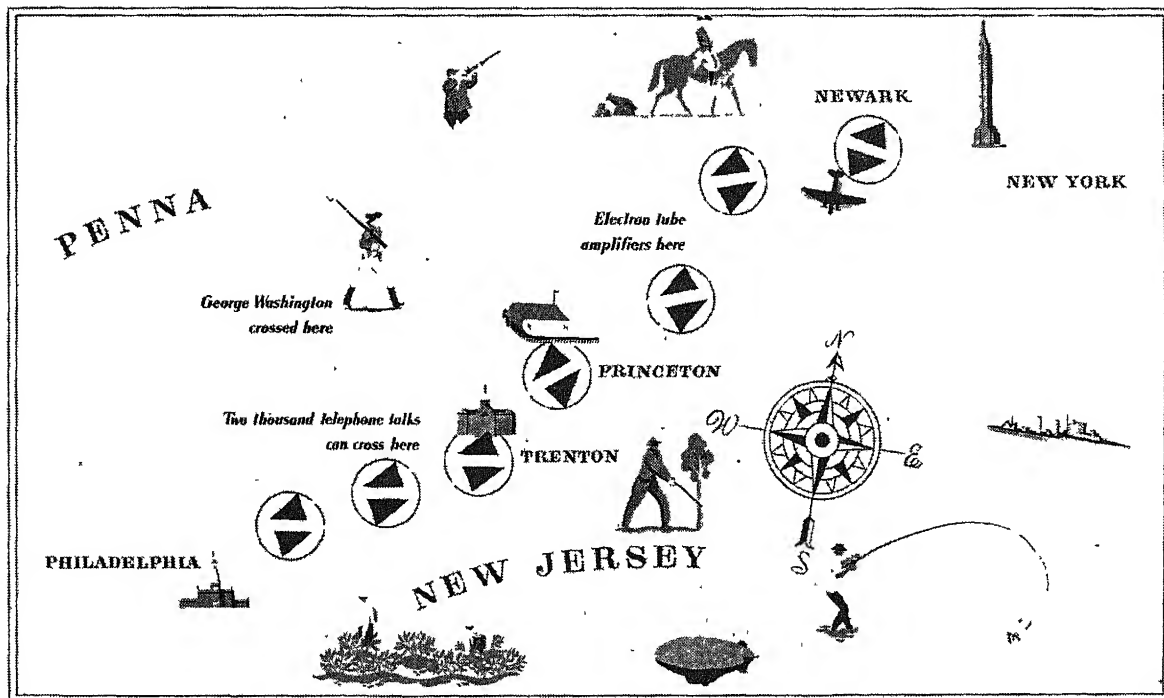 NEWARK
NEW YORK
PENNA
Electron tube
amplifiers here
George Washington
crossed here
PRINCETON
N
W
E
S
Two thousand telephone talks
can cross here
TRENTON
PHILADELPHIA
NEW JERSEY